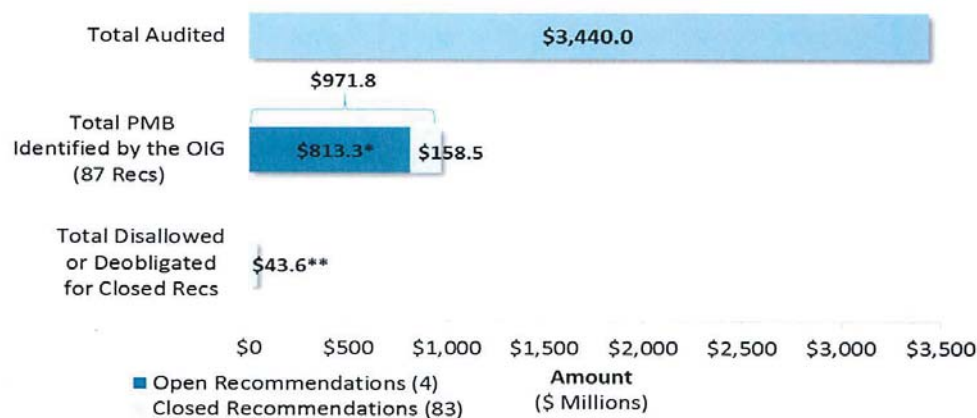 Total Audited
$3,440.0
$971.8
Total PMB
Identified by the OIG
(87 Recs)
$813.3*
$158.5
Total Disallowed
or Deobligated
for Closed Recs
$43.6**
$0 $500 $1,000 $1,500 $2,000 $2,500 $3,000 $3,500
Open Recommendations (4)
Closed Recommendations (83)
Amount
($ Millions)